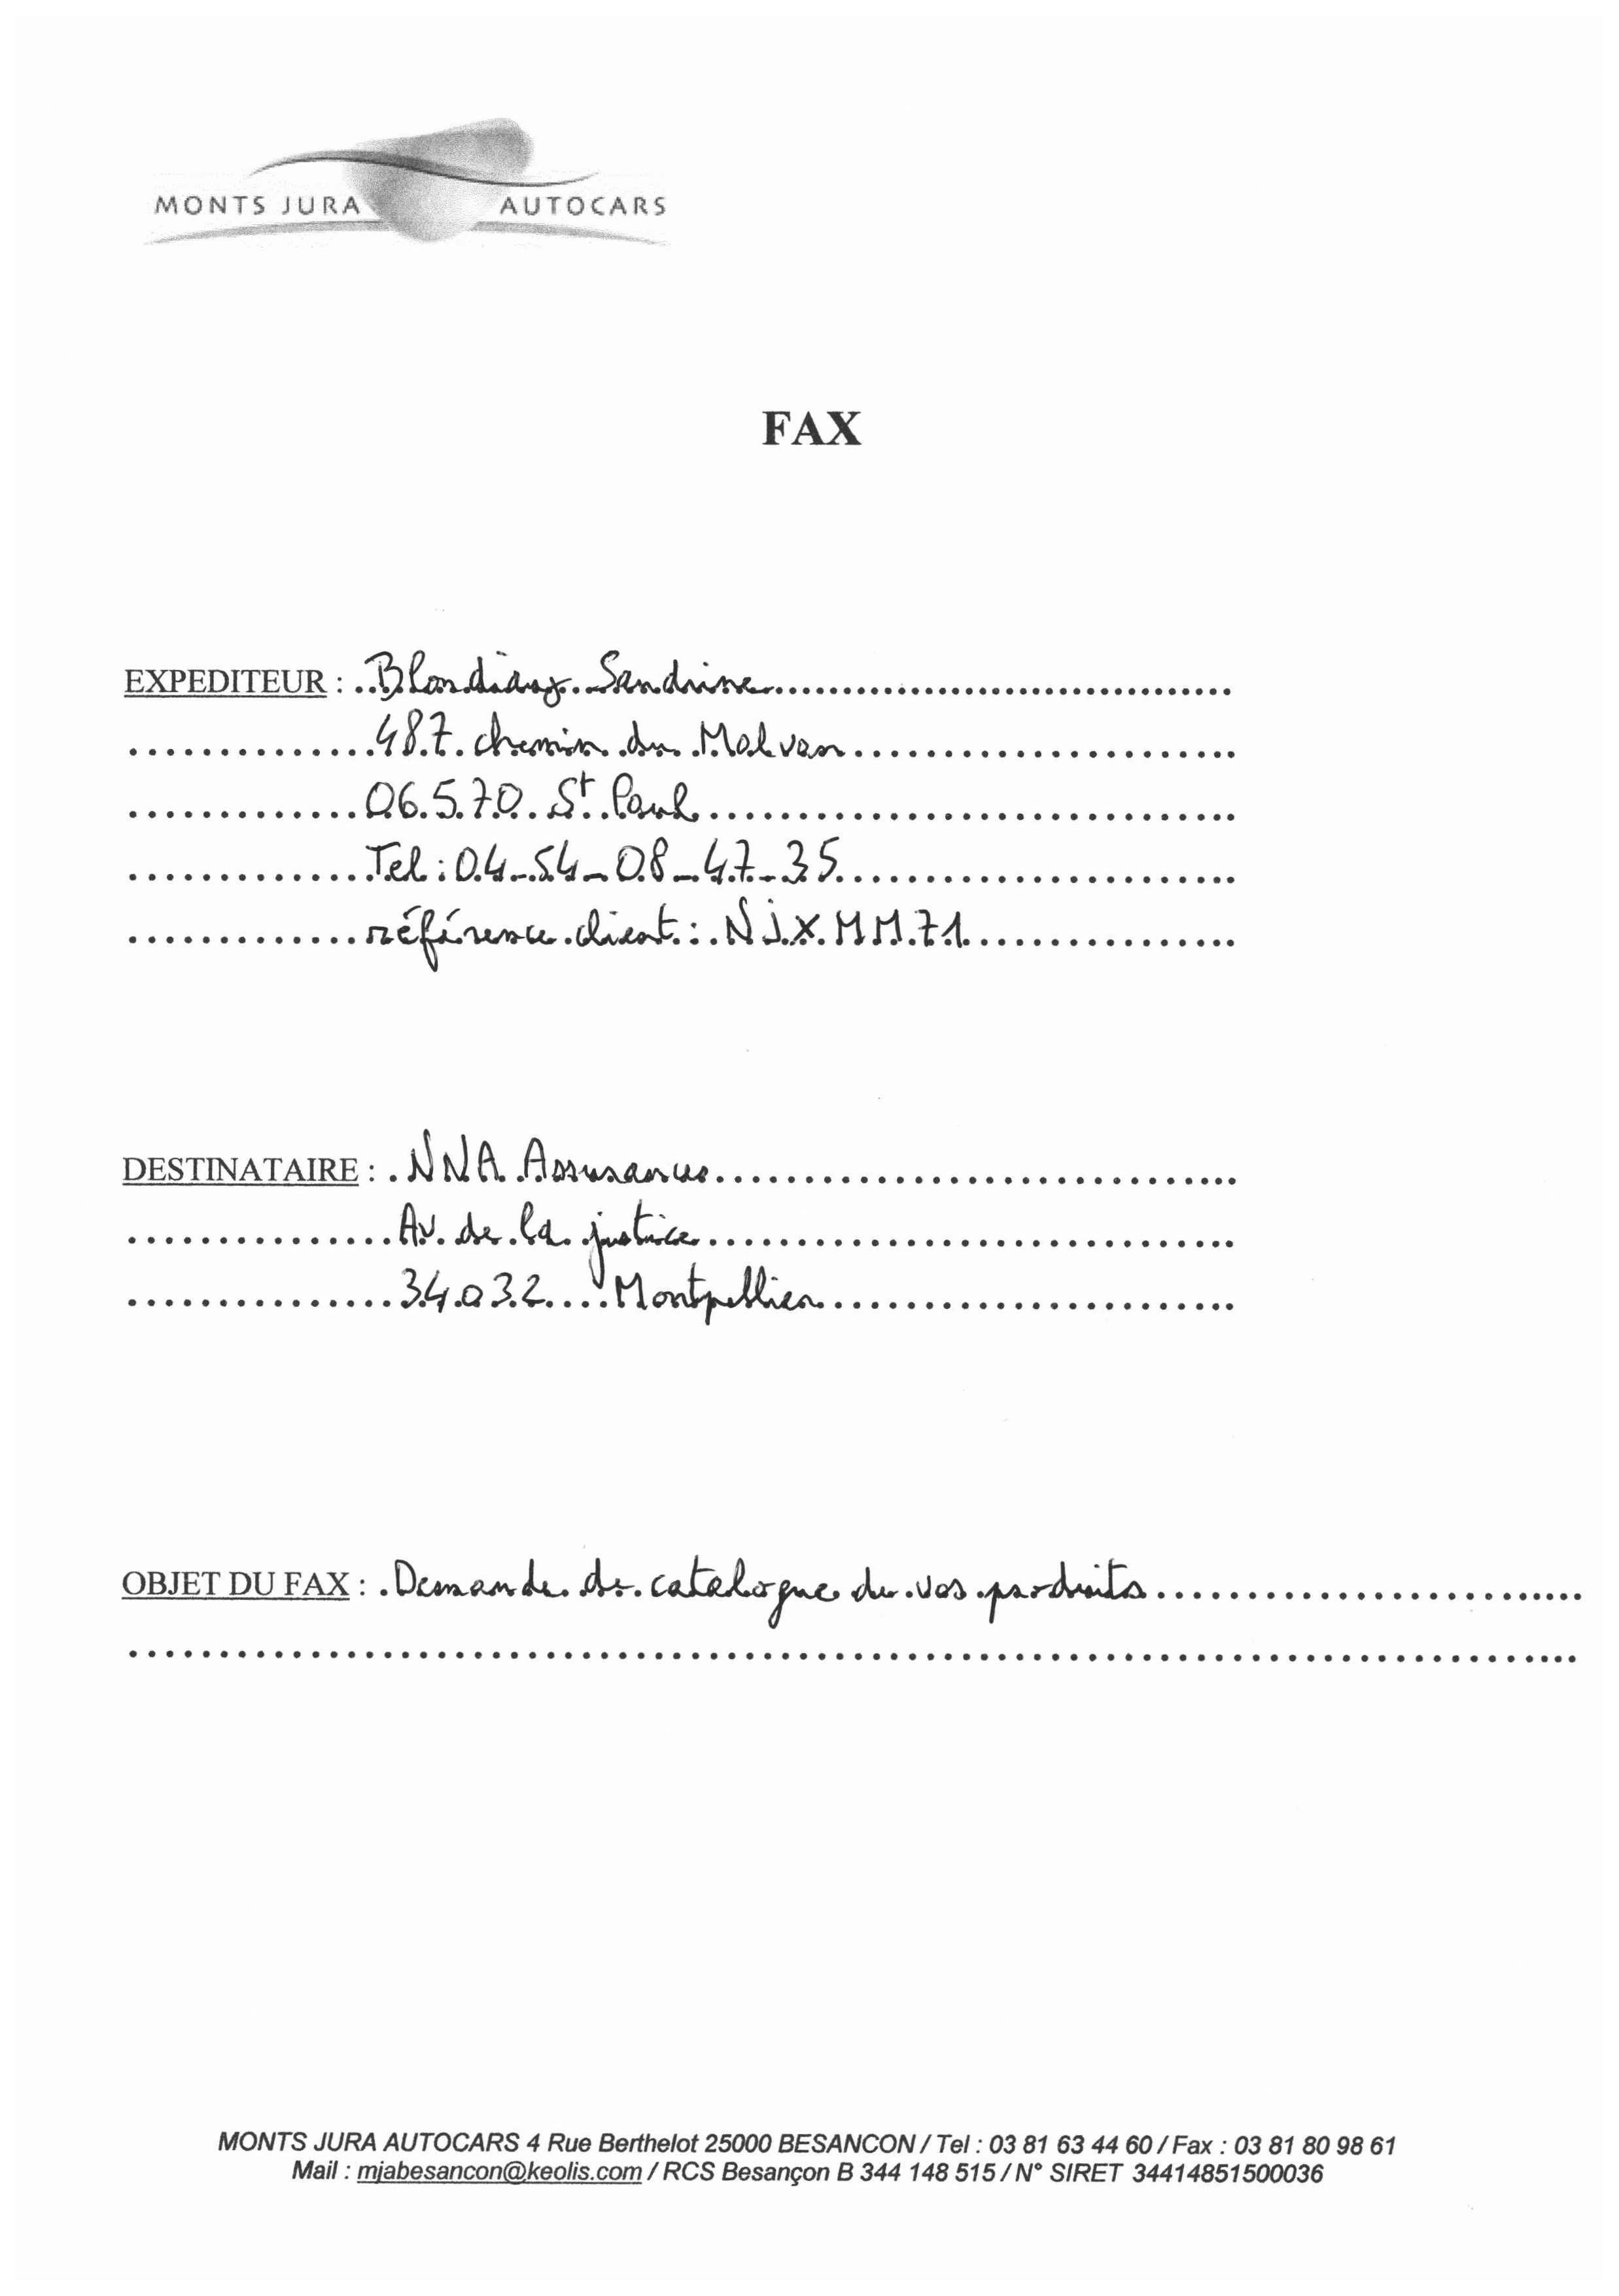 MONTS JURA AUTOCARS
FAX
EXPEDITEUR : Blondiaux Sandrine
487 chemin du Malvan
06570 St Paul
Tel : 04-54-08-47-35
référence client : NJXMM71
DESTINATAIRE : NNA Assurances
Av de la justice
34032 Montpellier
OBJET DU FAX : Demande de catalogue de vos produits
MONTS JURA AUTOCARS 4 Rue Berthelot 25000 BESANCON / Tel : 03 81 63 44 60 / Fax : 03 81 80 98 61
Mail : mjabesancon@keolis.com / RCS Besançon B 344 148 515 / N° SIRET 34414851500036